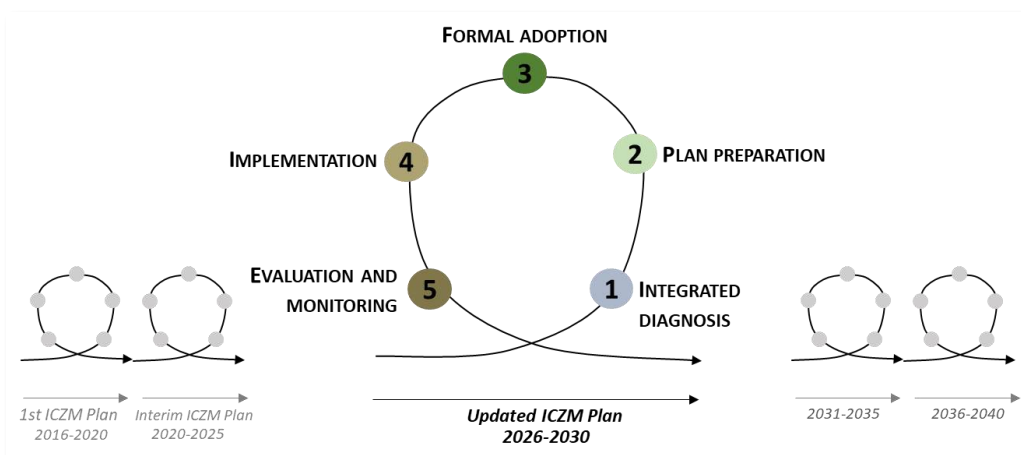 FORMAL ADOPTION
3
IMPLEMENTATION
4
2
PLAN PREPARATION
EVALUATION AND
MONITORING
5
1
INTEGRATED
DIAGNOSIS
1st ICZM Plan
2016-2020
Interim ICZM Plan
2020-2025
Updated ICZM Plan
2026-2030
2031-2035
2036-2040